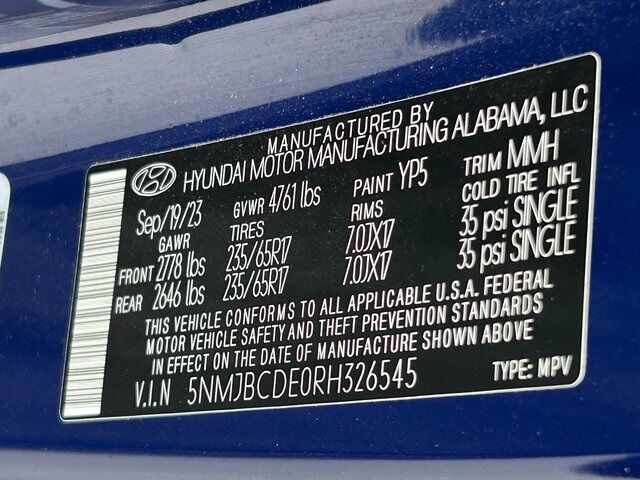 MANUFACTURED BY
HYUNDAI MOTOR MANUFACTURING ALABAMA, LLC
Sep/19/23 GVWR 4761 lbs PAINT YP5 TRIM MMH
GAWR TIRES RIMS COLD TIRE INFL
FRONT 2778 lbs 235/65R17 7.0JX17 35 psi SINGLE
REAR 2646 lbs 235/65R17 7.0JX17 35 psi SINGLE
THIS VEHICLE CONFORMS TO ALL APPLICABLE U.S.A. FEDERAL
MOTOR VEHICLE SAFETY AND THEFT PREVENTION STANDARDS
IN EFFECT ON THE DATE OF MANUFACTURE SHOWN ABOVE
V.I.N 5NMJBCDE0RH326545 TYPE: MPV